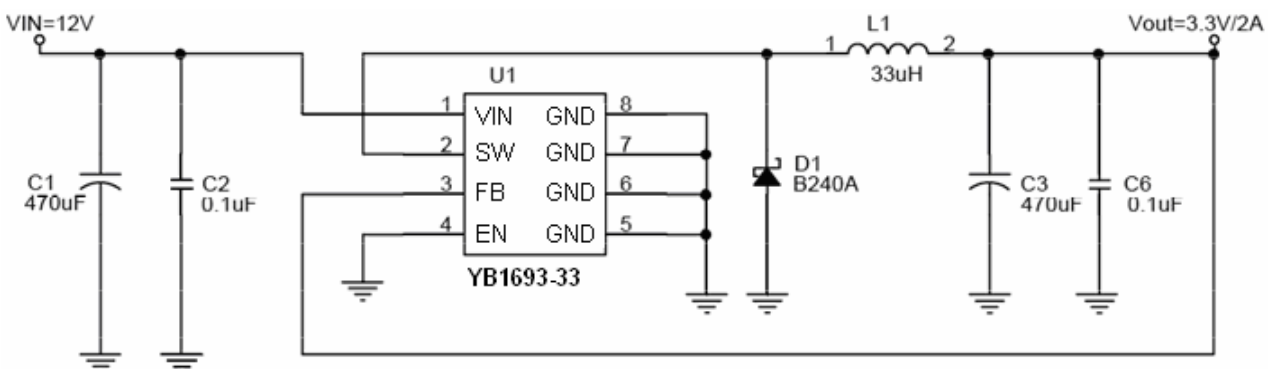 VIN=12V
Vout=3.3V/2A
L1
1 2
33uH
U1
1 VIN GND 8
2 SW GND 7
3 FB GND 6
4 EN GND 5
YB1693-33
C1
470uF
C2
0.1uF
D1
B240A
C3
470uF
C6
0.1uF